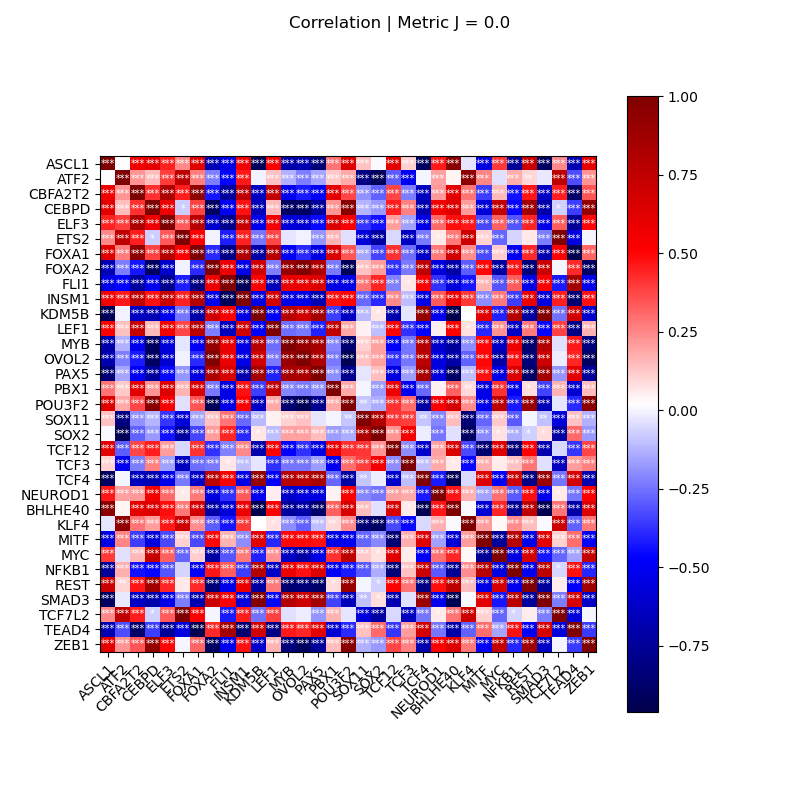 Correlation | Metric J = 0.0
ASCL1
ATF2
CBFA2T2
CEBPD
ELF3
ETS2
FOXA1
FOXA2
FLI1
INSM1
KDM5B
LEF1
MYB
OVOL2
PAX5
PBX1
POU3F2
SOX11
SOX2
TCF12
TCF3
TCF4
NEUROD1
BHLHE40
KLF4
MITF
MYC
NFKB1
REST
SMAD3
TCF7L2
TEAD4
ZEB1
ASCL1
ATF2
CBFA2T2
CEBPD
ELF3
ETS2
FOXA1
FOXA2
FLI1
INSM1
KDM5B
LEF1
MYB
OVOL2
PAX5
PBX1
POU3F2
SOX11
SOX2
TCF12
TCF3
TCF4
NEUROD1
BHLHE40
KLF4
MITF
MYC
NFKB1
REST
SMAD3
TCF7L2
TEAD4
ZEB1
1.00
0.75
0.50
0.25
0.00
−0.25
−0.50
−0.75